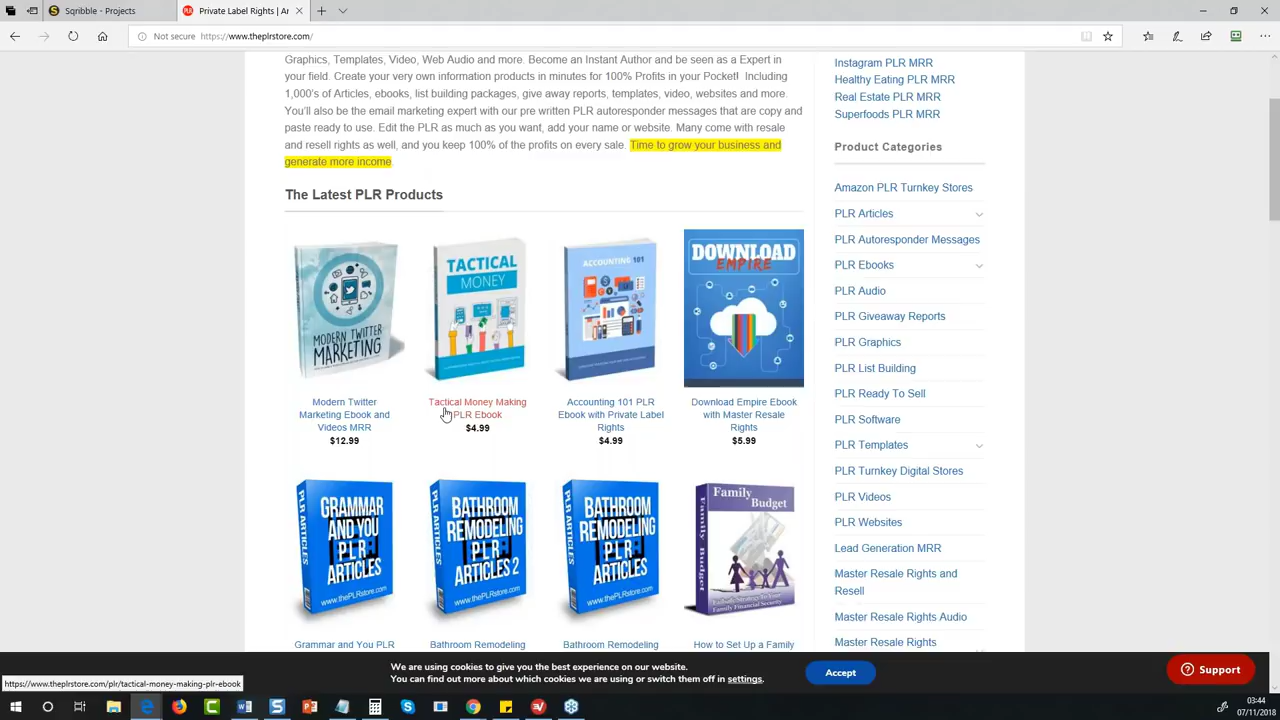 Sqribble - Projects
Private Label Rights | Ar
Not secure https://www.theplrstore.com/
Graphics, Templates, Video, Web Audio and more. Become an Instant Author and be seen as a Expert in
your field. Create your very own information products in minutes for 100% Profits in your Pocket! Including
1,000's of Articles, ebooks, list building packages, give away reports, templates, video, websites and more.
You'll also be the email marketing expert with our pre written PLR autoresponder messages that are copy and
paste ready to use. Edit the PLR as much as you want, add your name or website. Many come with resale
and resell rights as well, and you keep 100% of the profits on every sale. Time to grow your business and
generate more income.
The Latest PLR Products
MODERN TWITTER
MARKETING
TACTICAL
MONEY
ACCOUNTING 101
DOWNLOAD
EMPIRE
Modern Twitter
Marketing Ebook and
Videos MRR
$12.99
Tactical Money Making
PLR Ebook
$4.99
Accounting 101 PLR
Ebook with Private Label
Rights
$4.99
Download Empire Ebook
with Master Resale
Rights
$5.99
PLR ARTICLES
GRAMMAR
AND YOU
PLR
ARTICLES
www.thePLRstore.com
PLR ARTICLES
BATHROOM
REMODELING
PLR
ARTICLES 2
www.thePLRstore.com
PLR ARTICLES
BATHROOM
REMODELING
PLR
ARTICLES
www.thePLRstore.com
Family Budget
Family
Budget
Failsafe Strategy To Your
Family Financial Security
Grammar and You PLR
Bathroom Remodeling
Bathroom Remodeling
How to Set Up a Family
Instagram PLR MRR
Healthy Eating PLR MRR
Real Estate PLR MRR
Superfoods PLR MRR
Product Categories
Amazon PLR Turnkey Stores
PLR Articles
PLR Autoresponder Messages
PLR Ebooks
PLR Audio
PLR Giveaway Reports
PLR Graphics
PLR List Building
PLR Ready To Sell
PLR Software
PLR Templates
PLR Turnkey Digital Stores
PLR Videos
PLR Websites
Lead Generation MRR
Master Resale Rights and
Resell
Master Resale Rights Audio
Master Resale Rights
We are using cookies to give you the best experience on our website.
You can find out more about which cookies we are using or switch them off in settings.
Accept
Support
https://www.theplrstore.com/plr/tactical-money-making-plr-ebook
03:44
07/11/2018